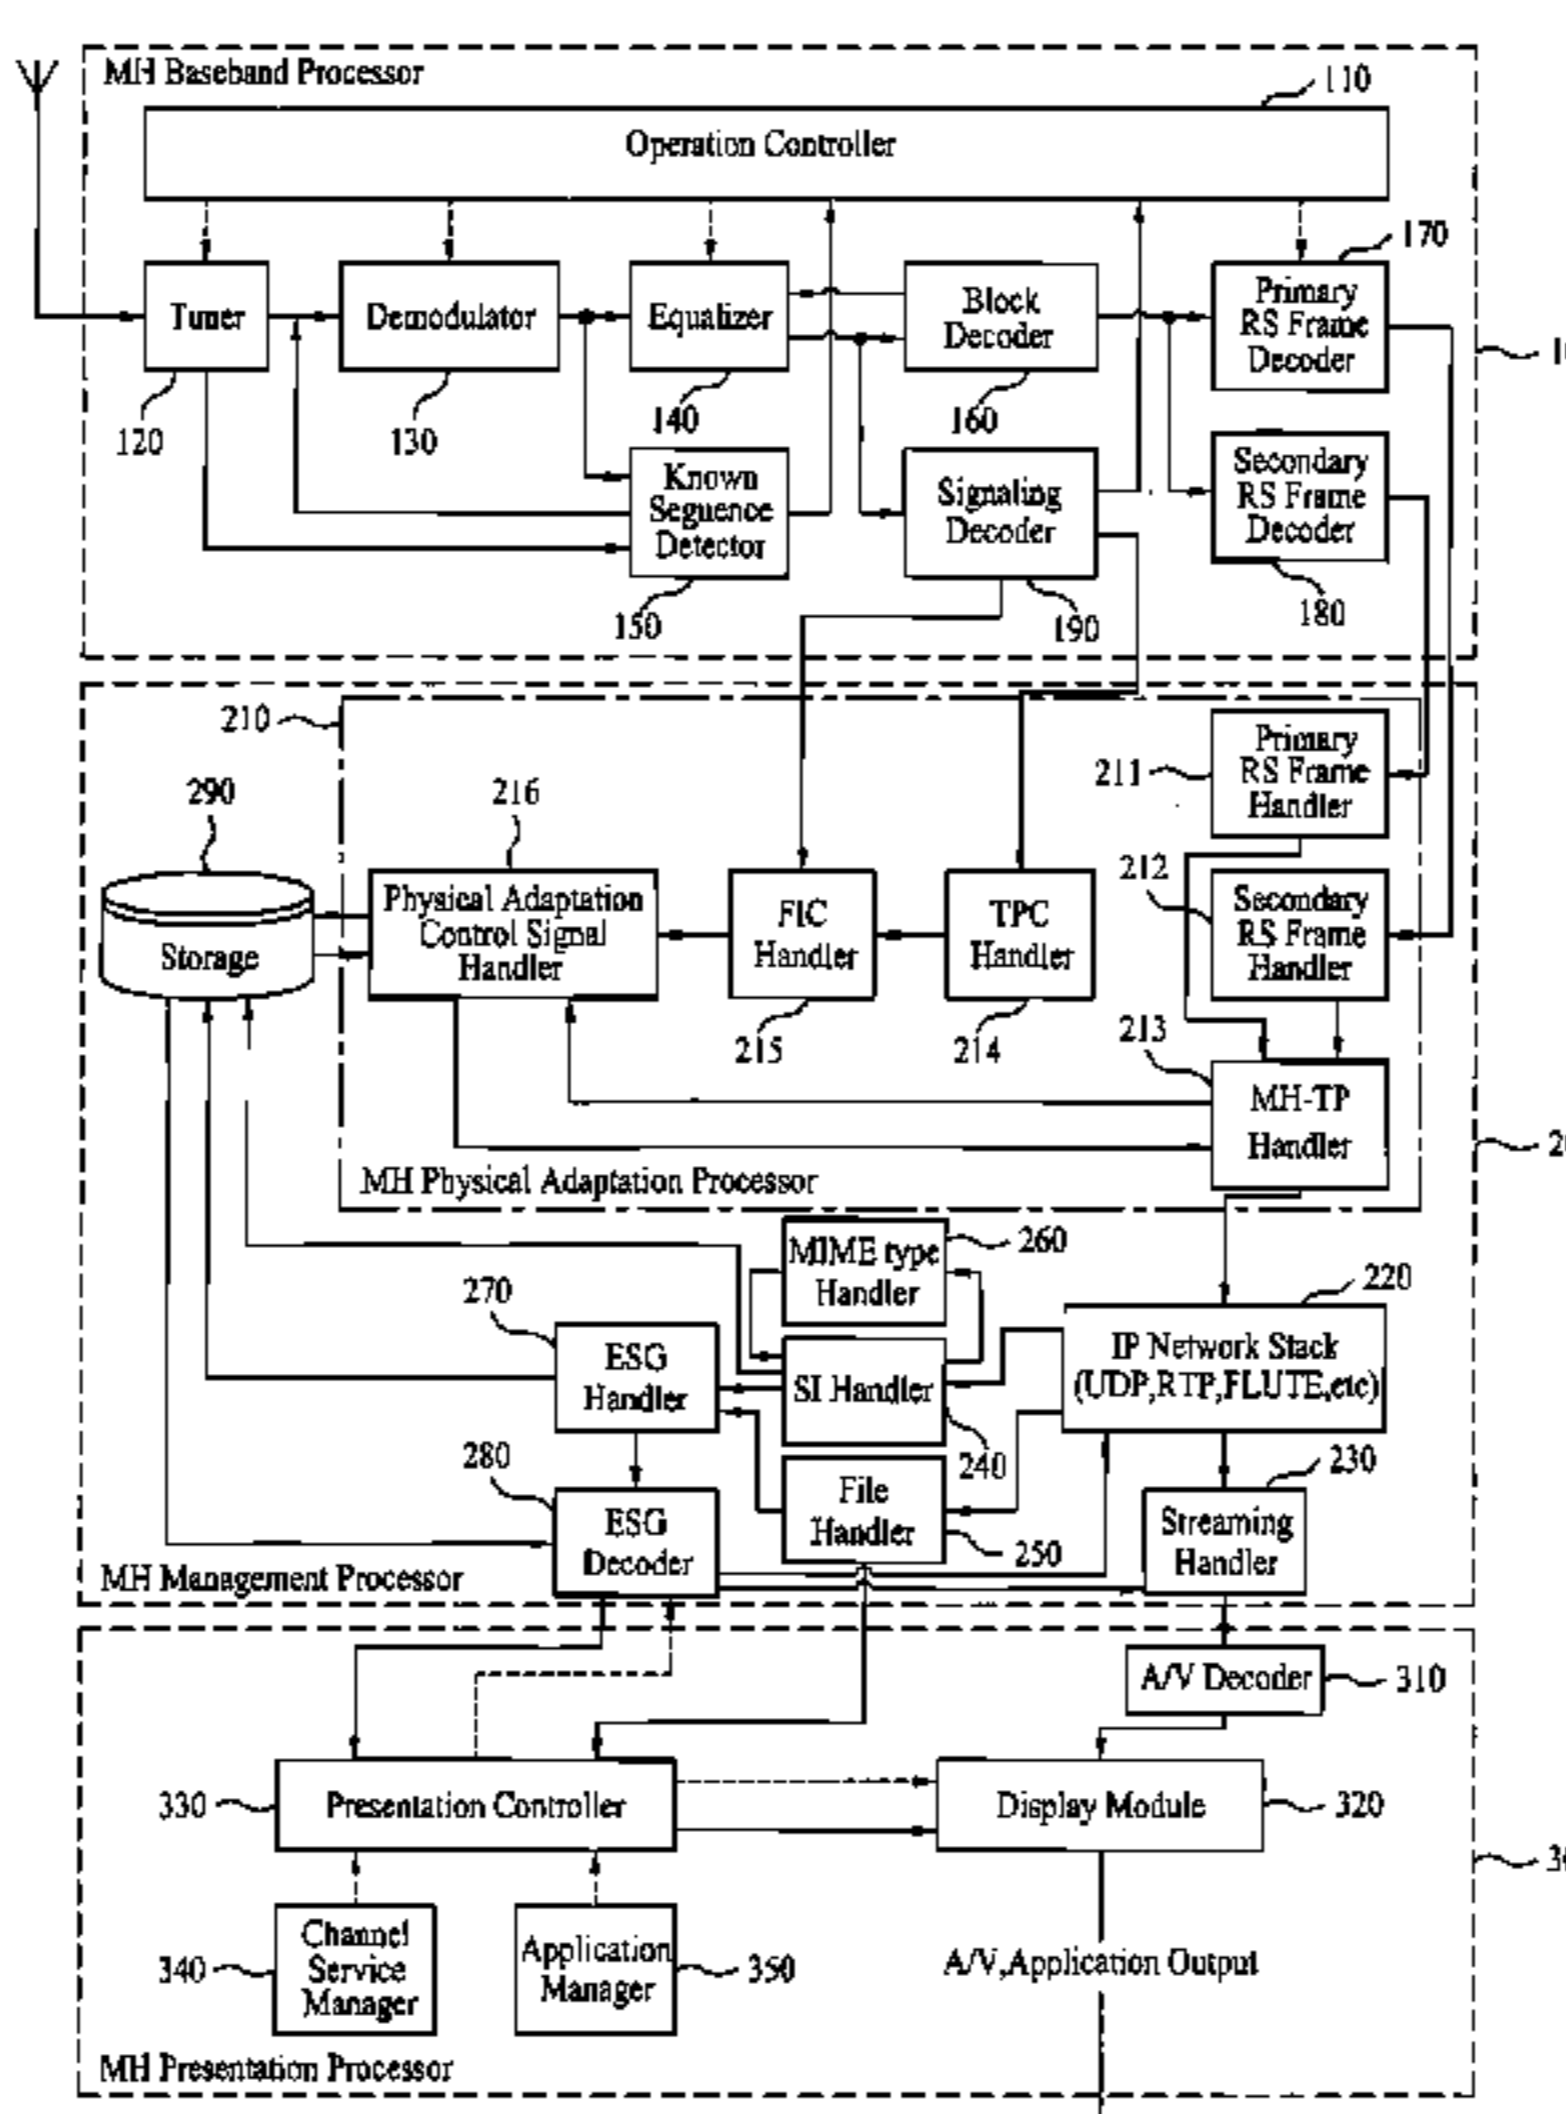 MH Baseband Processor
110
Operation Controller
170
Tuner
Demodulator
Equalizer
Block
Decoder
Primary
RS Frame
Decoder
120
130
140
160
Known
Seguence
Detector
Signaling
Decoder
Secondary
RS Frame
Decoder
150
190
180
210
Primary
RS Frame
Handler
211
290
216
212
Storage
Physical Adaptation
Control Signal
Handler
FIC
Handler
TPC
Handler
Secondary
RS Frame
Handler
215
214
213
MH-TP
Handler
MH Physical Adaptation Processor
MIME type
Handler
260
270
220
ESG
Handler
SI Handler
IP Network Stack
(UDP,RTP,FLUTE,etc)
280
240
230
ESG
Decoder
File
Handler
250
Streaming
Handler
MH Management Processor
A/V Decoder
310
330
Presentation Controller
Display Module
320
340
Channel
Service
Manager
Application
Manager
350
A/V,Application Output
MH Presentation Processor